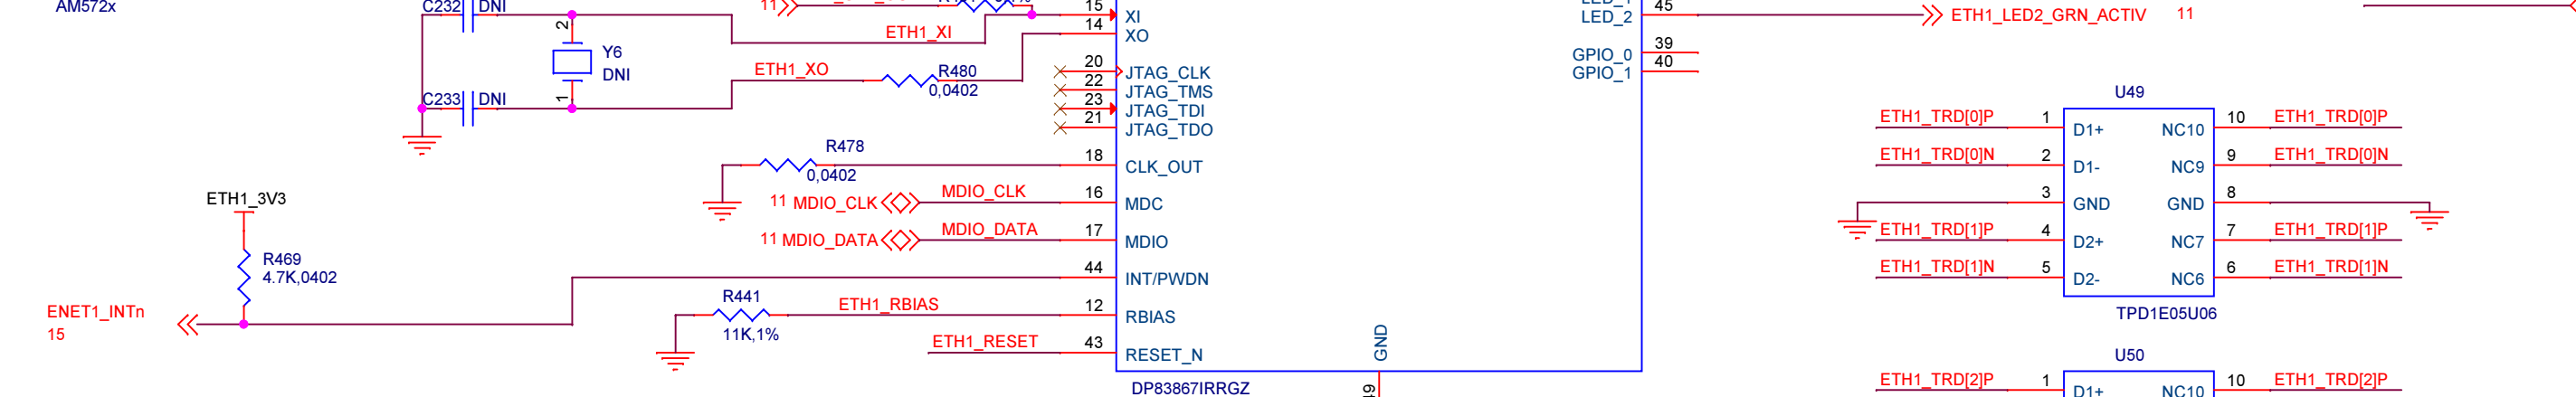 AM572x
C232 DNI
2
Y6
DNI
1
C233 DNI
11
ETH1_XI
ETH1_XO
R480
0,0402
15 XI
14 XO
20 JTAG_CLK
22 JTAG_TMS
23 JTAG_TDI
21 JTAG_TDO
R478
0,0402
18 CLK_OUT
11 MDIO_CLK MDIO_CLK 16 MDC
11 MDIO_DATA MDIO_DATA 17 MDIO
44 INT/PWDN
ETH1_3V3
R469
4.7K,0402
ENET1_INTn
15
R441
11K,1%
ETH1_RBIAS 12 RBIAS
ETH1_RESET 43 RESET_N
GND
DP83867IRRGZ
LED_2 45 ETH1_LED2_GRN_ACTIV 11
GPIO_0 39
GPIO_1 40
U49
ETH1_TRD[0]P 1 D1+ NC10 10 ETH1_TRD[0]P
ETH1_TRD[0]N 2 D1- NC9 9 ETH1_TRD[0]N
3 GND GND 8
ETH1_TRD[1]P 4 D2+ NC7 7 ETH1_TRD[1]P
ETH1_TRD[1]N 5 D2- NC6 6 ETH1_TRD[1]N
TPD1E05U06
U50
ETH1_TRD[2]P 1 D1+ NC10 10 ETH1_TRD[2]P